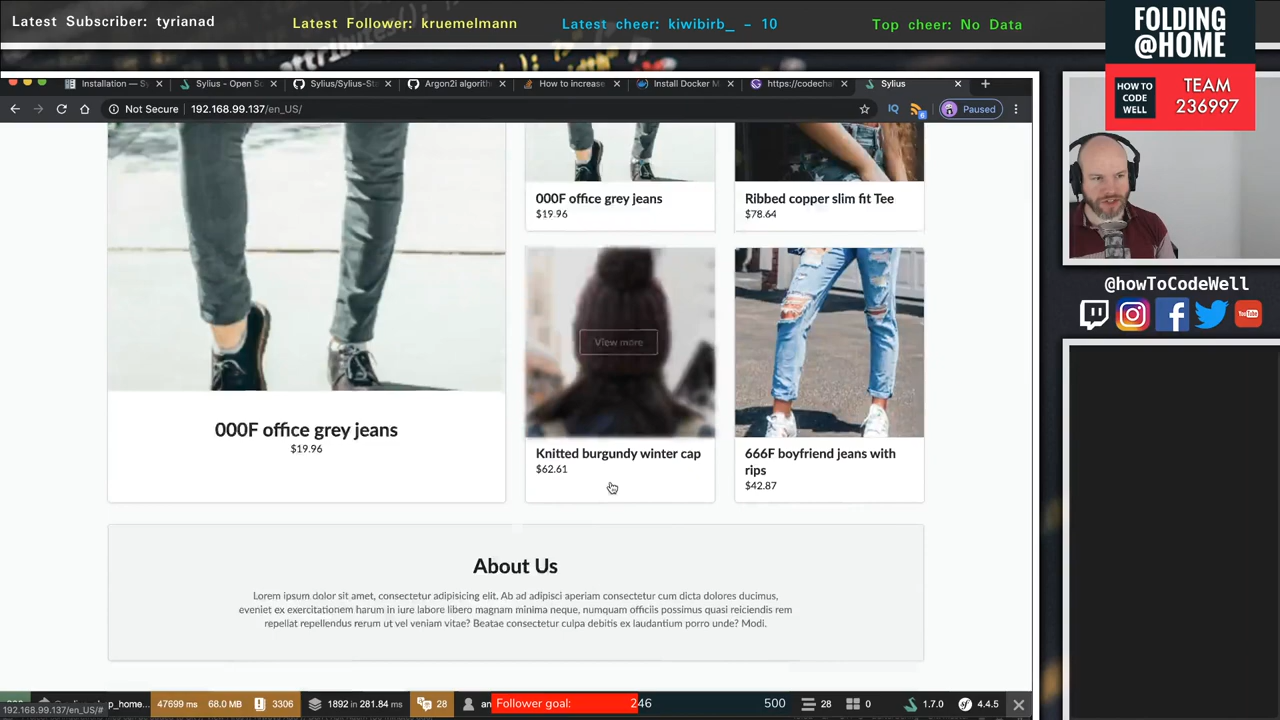 Latest Subscriber: tyrianad
Latest Follower: kruemelmann
Latest cheer: kiwibirb_ - 10
Top cheer: No Data
FOLDING
@HOME
HOW TO
CODE
WELL
TEAM
236997
Installation — Sy
Sylius - Open S
Sylius/Sylius-Sta
Argon2i algorith
How to increase
Install Docker M
https://codech
Sylius
Not Secure
192.168.99.137/en_US/
IQ
Paused
000F office grey jeans
$19.96
Ribbed copper slim fit Tee
$78.64
View more
000F office grey jeans
$19.96
Knitted burgundy winter cap
$62.61
666F boyfriend jeans with
rips
$42.87
@howToCodeWell
You Tube
About Us
Lorem ipsum dolor sit amet, consectetur adipisicing elit. Ab ad adipisci aperiam consectetur cum dicta dolores ducimus,
eveniet ex exercitationem harum in iure labore libero magnam minima neque, numquam officiis possimus quasi reiciendis rem
repellat repellendus rerum ut vel veniam vitae? Beatae consectetur culpa debitis ex laudantium porro unde? Modi.
p_home...
47699 ms
68.0 MB
3306
1892 in 281.84 ms
28
an
Follower goal:
246
500
28
0
1.7.0
4.4.5
192.168.99.137/en_US/#